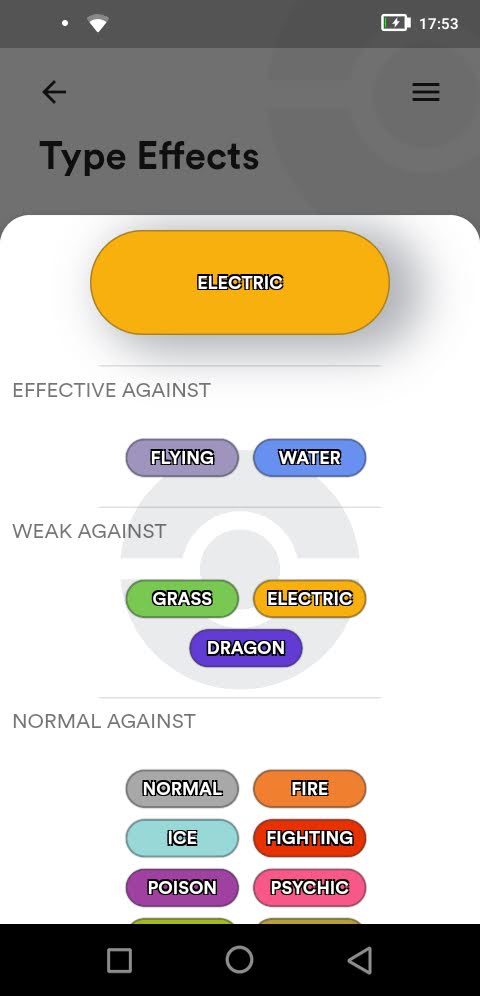 17:53
Type Effects
ELECTRIC
EFFECTIVE AGAINST
FLYING WATER
WEAK AGAINST
GRASS ELECTRIC
DRAGON
NORMAL AGAINST
NORMAL FIRE
ICE FIGHTING
POISON PSYCHIC